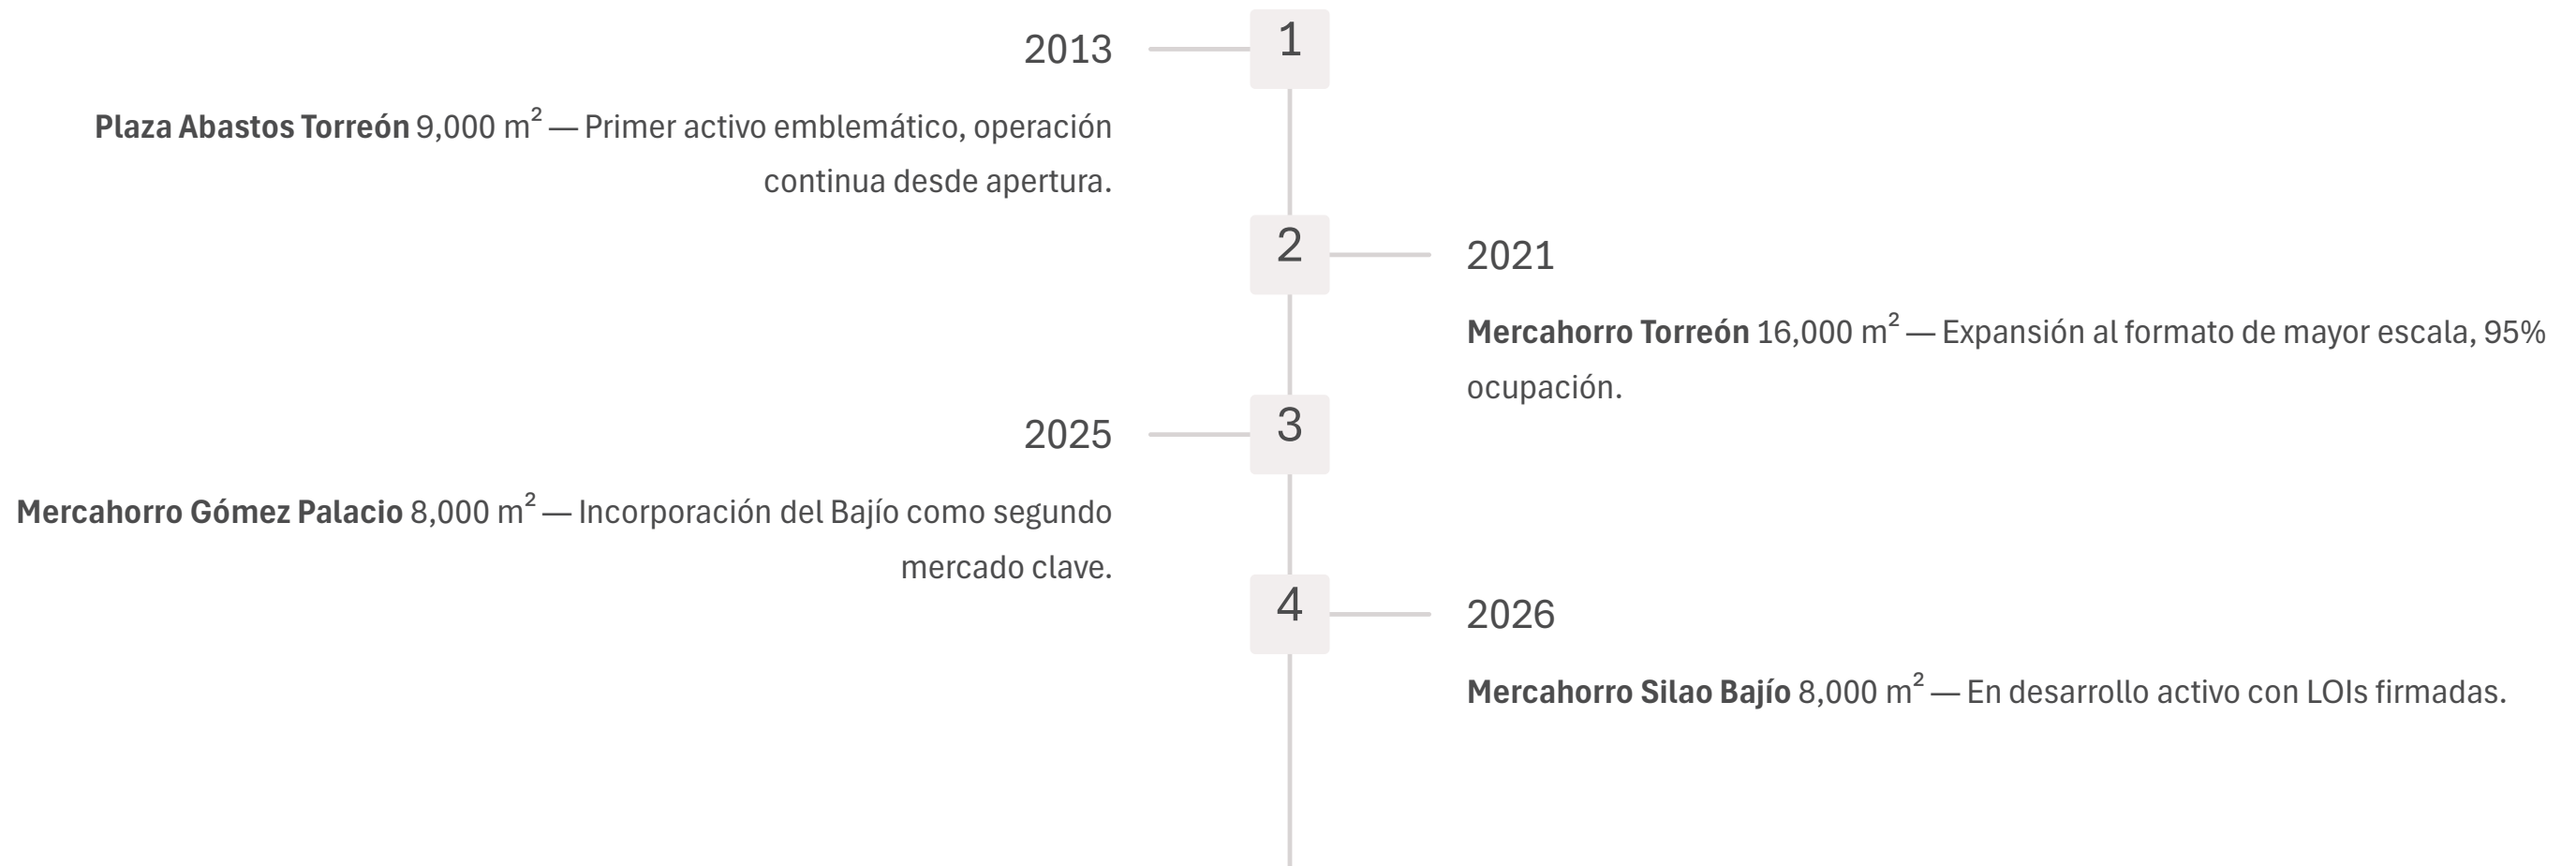 1
2013
Plaza Abastos Torreón 9,000 m² — Primer activo emblemático, operación
continua desde apertura.
2
2021
Mercahorro Torreón 16,000 m² — Expansión al formato de mayor escala, 95%
ocupación.
3
2025
Mercahorro Gómez Palacio 8,000 m² — Incorporación del Bajío como segundo
mercado clave.
4
2026
Mercahorro Silao Bajío 8,000 m² — En desarrollo activo con LOIs firmadas.